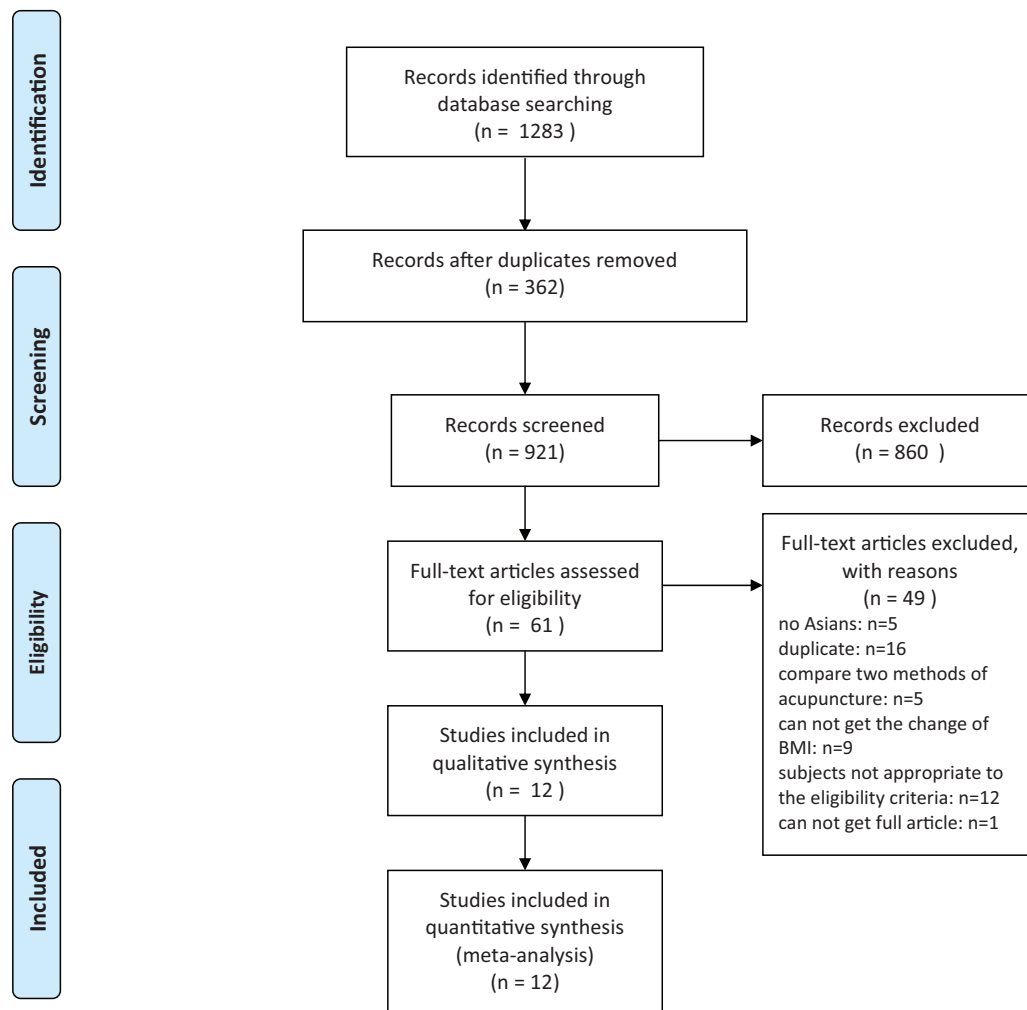 Identification
Records identified through
database searching
(n = 1283 )
Records after duplicates removed
(n = 362)
Screening
Records screened
(n = 921)
Records excluded
(n = 860 )
Eligibility
Full-text articles assessed
for eligibility
(n = 61 )
Full-text articles excluded,
with reasons
(n = 49 )
no Asians: n=5
duplicate: n=16
compare two methods of
acupuncture: n=5
can not get the change of
BMI: n=9
subjects not appropriate to
the eligibility criteria: n=12
can not get full article: n=1
Studies included in
qualitative synthesis
(n = 12 )
Included
Studies included in
quantitative synthesis
(meta-analysis)
(n = 12)